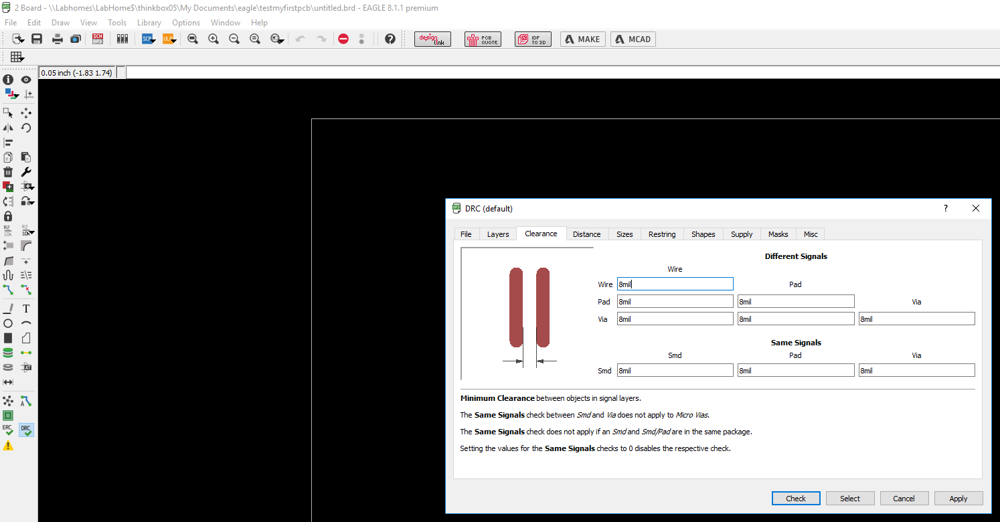 2 Board - \\Labhomes\LabHome$\thinkbox05\My Documents\eagle\testmyfirstpcb\untitled.brd - EAGLE 8.1.1 premium
File Edit Draw View Tools Library Options Window Help
SCH BRD SCR ULP design link PCB QUOTE IDF TO 3D MAKE MCAD
0.05 inch (-1.83 1.74)
DRC (default) ?
File Layers Clearance Distance Sizes Restring Shapes Supply Masks Misc
Different Signals
Wire
Wire 8mil Pad
Pad 8mil 8mil Via
Via 8mil 8mil 8mil
Same Signals
Smd Pad Via
Smd 8mil 8mil 8mil
Minimum Clearance between objects in signal layers.
The Same Signals check between Smd and Via does not apply to Micro Vias.
The Same Signals check does not apply if an Smd and Smd/Pad are in the same package.
Setting the values for the Same Signals checks to 0 disables the respective check.
Check Select Cancel Apply
R2 10k R2 10k
T
ERC DRC